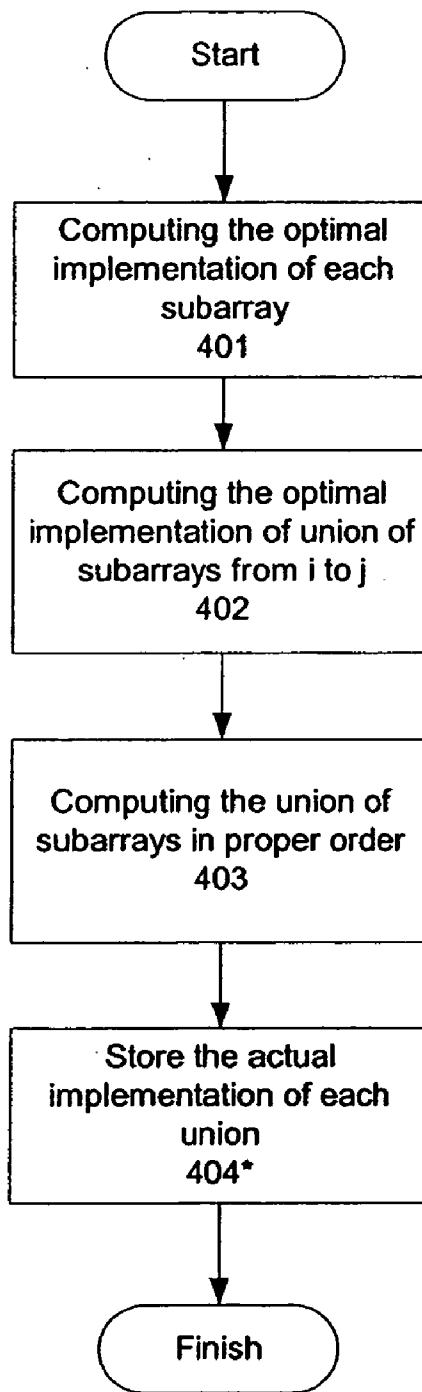 Start
Computing the optimal
implementation of each
subarray
401
Computing the optimal
implementation of union of
subarrays from i to j
402
Computing the union of
subarrays in proper order
403
Store the actual
implementation of each
union
404*
Finish